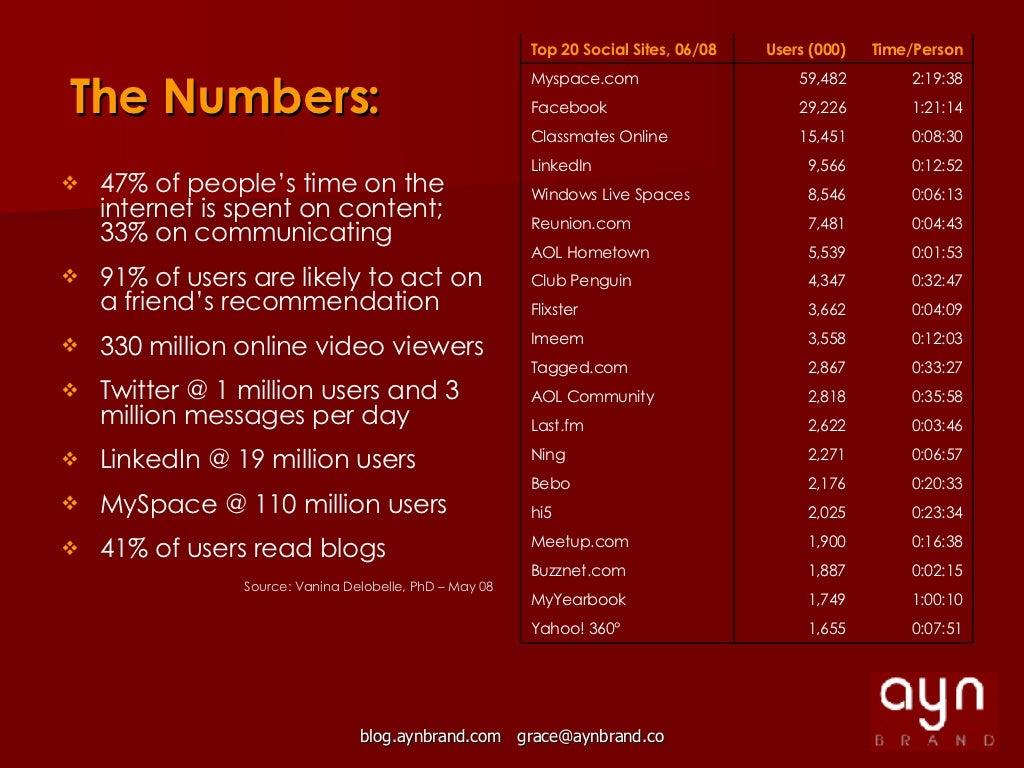 The Numbers:
47% of people's time on the
internet is spent on content;
33% on communicating
91% of users are likely to act on
a friend's recommendation
330 million online video viewers
Twitter @ 1 million users and 3
million messages per day
LinkedIn @ 19 million users
MySpace @ 110 million users
41% of users read blogs
Source: Vanina Delobelle, PhD – May 08
Top 20 Social Sites, 06/08 Users (000) Time/Person
Myspace.com 59,482 2:19:38
Facebook 29,226 1:21:14
Classmates Online 15,451 0:08:30
LinkedIn 9,566 0:12:52
Windows Live Spaces 8,546 0:06:13
Reunion.com 7,481 0:04:43
AOL Hometown 5,539 0:01:53
Club Penguin 4,347 0:32:47
Flixster 3,662 0:04:09
Imeem 3,558 0:12:03
Tagged.com 2,867 0:33:27
AOL Community 2,818 0:35:58
Last.fm 2,622 0:03:46
Ning 2,271 0:06:57
Bebo 2,176 0:20:33
hi5 2,025 0:23:34
Meetup.com 1,900 0:16:38
Buzznet.com 1,887 0:02:15
MyYearbook 1,749 1:00:10
Yahoo! 360° 1,655 0:07:51
ayn
BRAND
blog.aynbrand.com grace@aynbrand.co